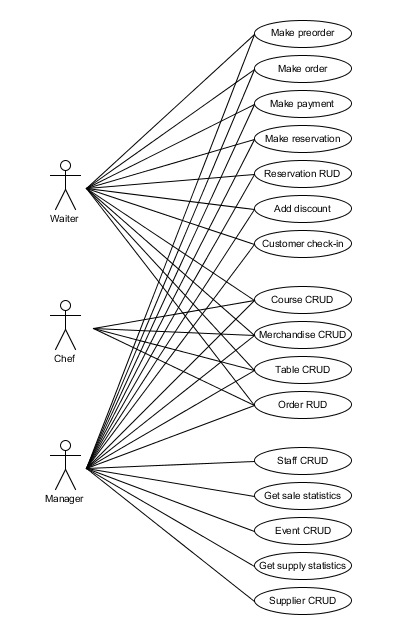 Make preorder
Make order
Make payment
Make reservation
Reservation RUD
Waiter
Add discount
Customer check-in
Course CRUD
Merchandise CRUD
Chef
Table CRUD
Order RUD
Staff CRUD
Manager
Get sale statistics
Event CRUD
Get supply statistics
Supplier CRUD